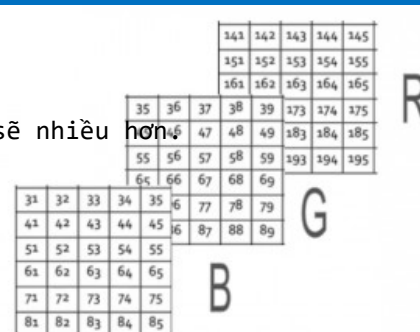 141 142 143 144 145
151 152 153 154 155
161 162 163 164 165
R
35 36 37 38 39 173 174 175
sẽ nhiều hơn. 46 47 48 49 183 184 185
55 56 57 58 59 193 194 195
65 66 67 68 69
31 32 33 34 35 77 78 79
G
41 42 43 44 45 87 88 89
51 52 53 54 55
61 62 63 64 65
B
71 72 73 74 75
81 82 83 84 85